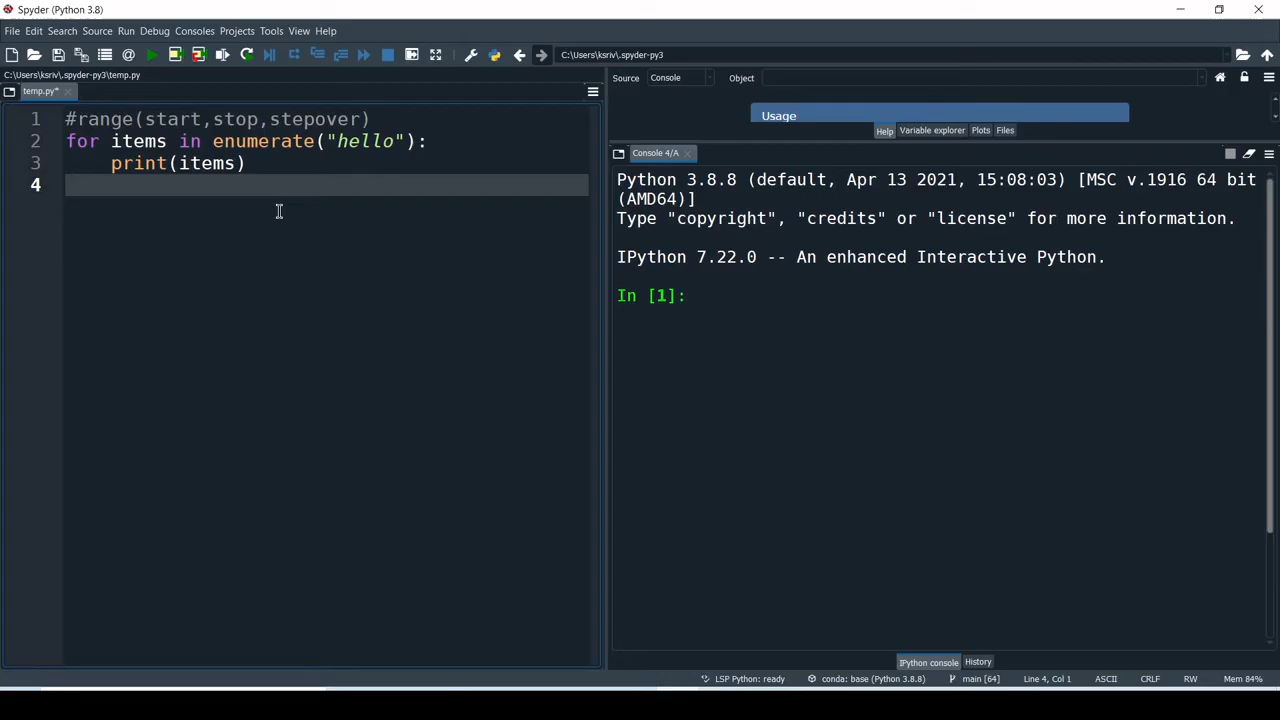 Spyder (Python 3.8)
File Edit Search Source Run Debug Consoles Projects Tools View Help
C:\Users\ksriv\.spyder-py3
C:\Users\ksriv\.spyder-py3\temp.py
Source Console Object
temp.py*
Usage
Help Variable explorer Plots Files
1 #range(start,stop,stepover)
2 for items in enumerate("hello"):
3 print(items)
4
Console 4/A
Python 3.8.8 (default, Apr 13 2021, 15:08:03) [MSC v.1916 64 bit
(AMD64)]
Type "copyright", "credits" or "license" for more information.
IPython 7.22.0 -- An enhanced Interactive Python.
In [1]:
IPython console History
LSP Python: ready conda: base (Python 3.8.8) main [64] Line 4, Col 1 ASCII CRLF RW Mem 84%